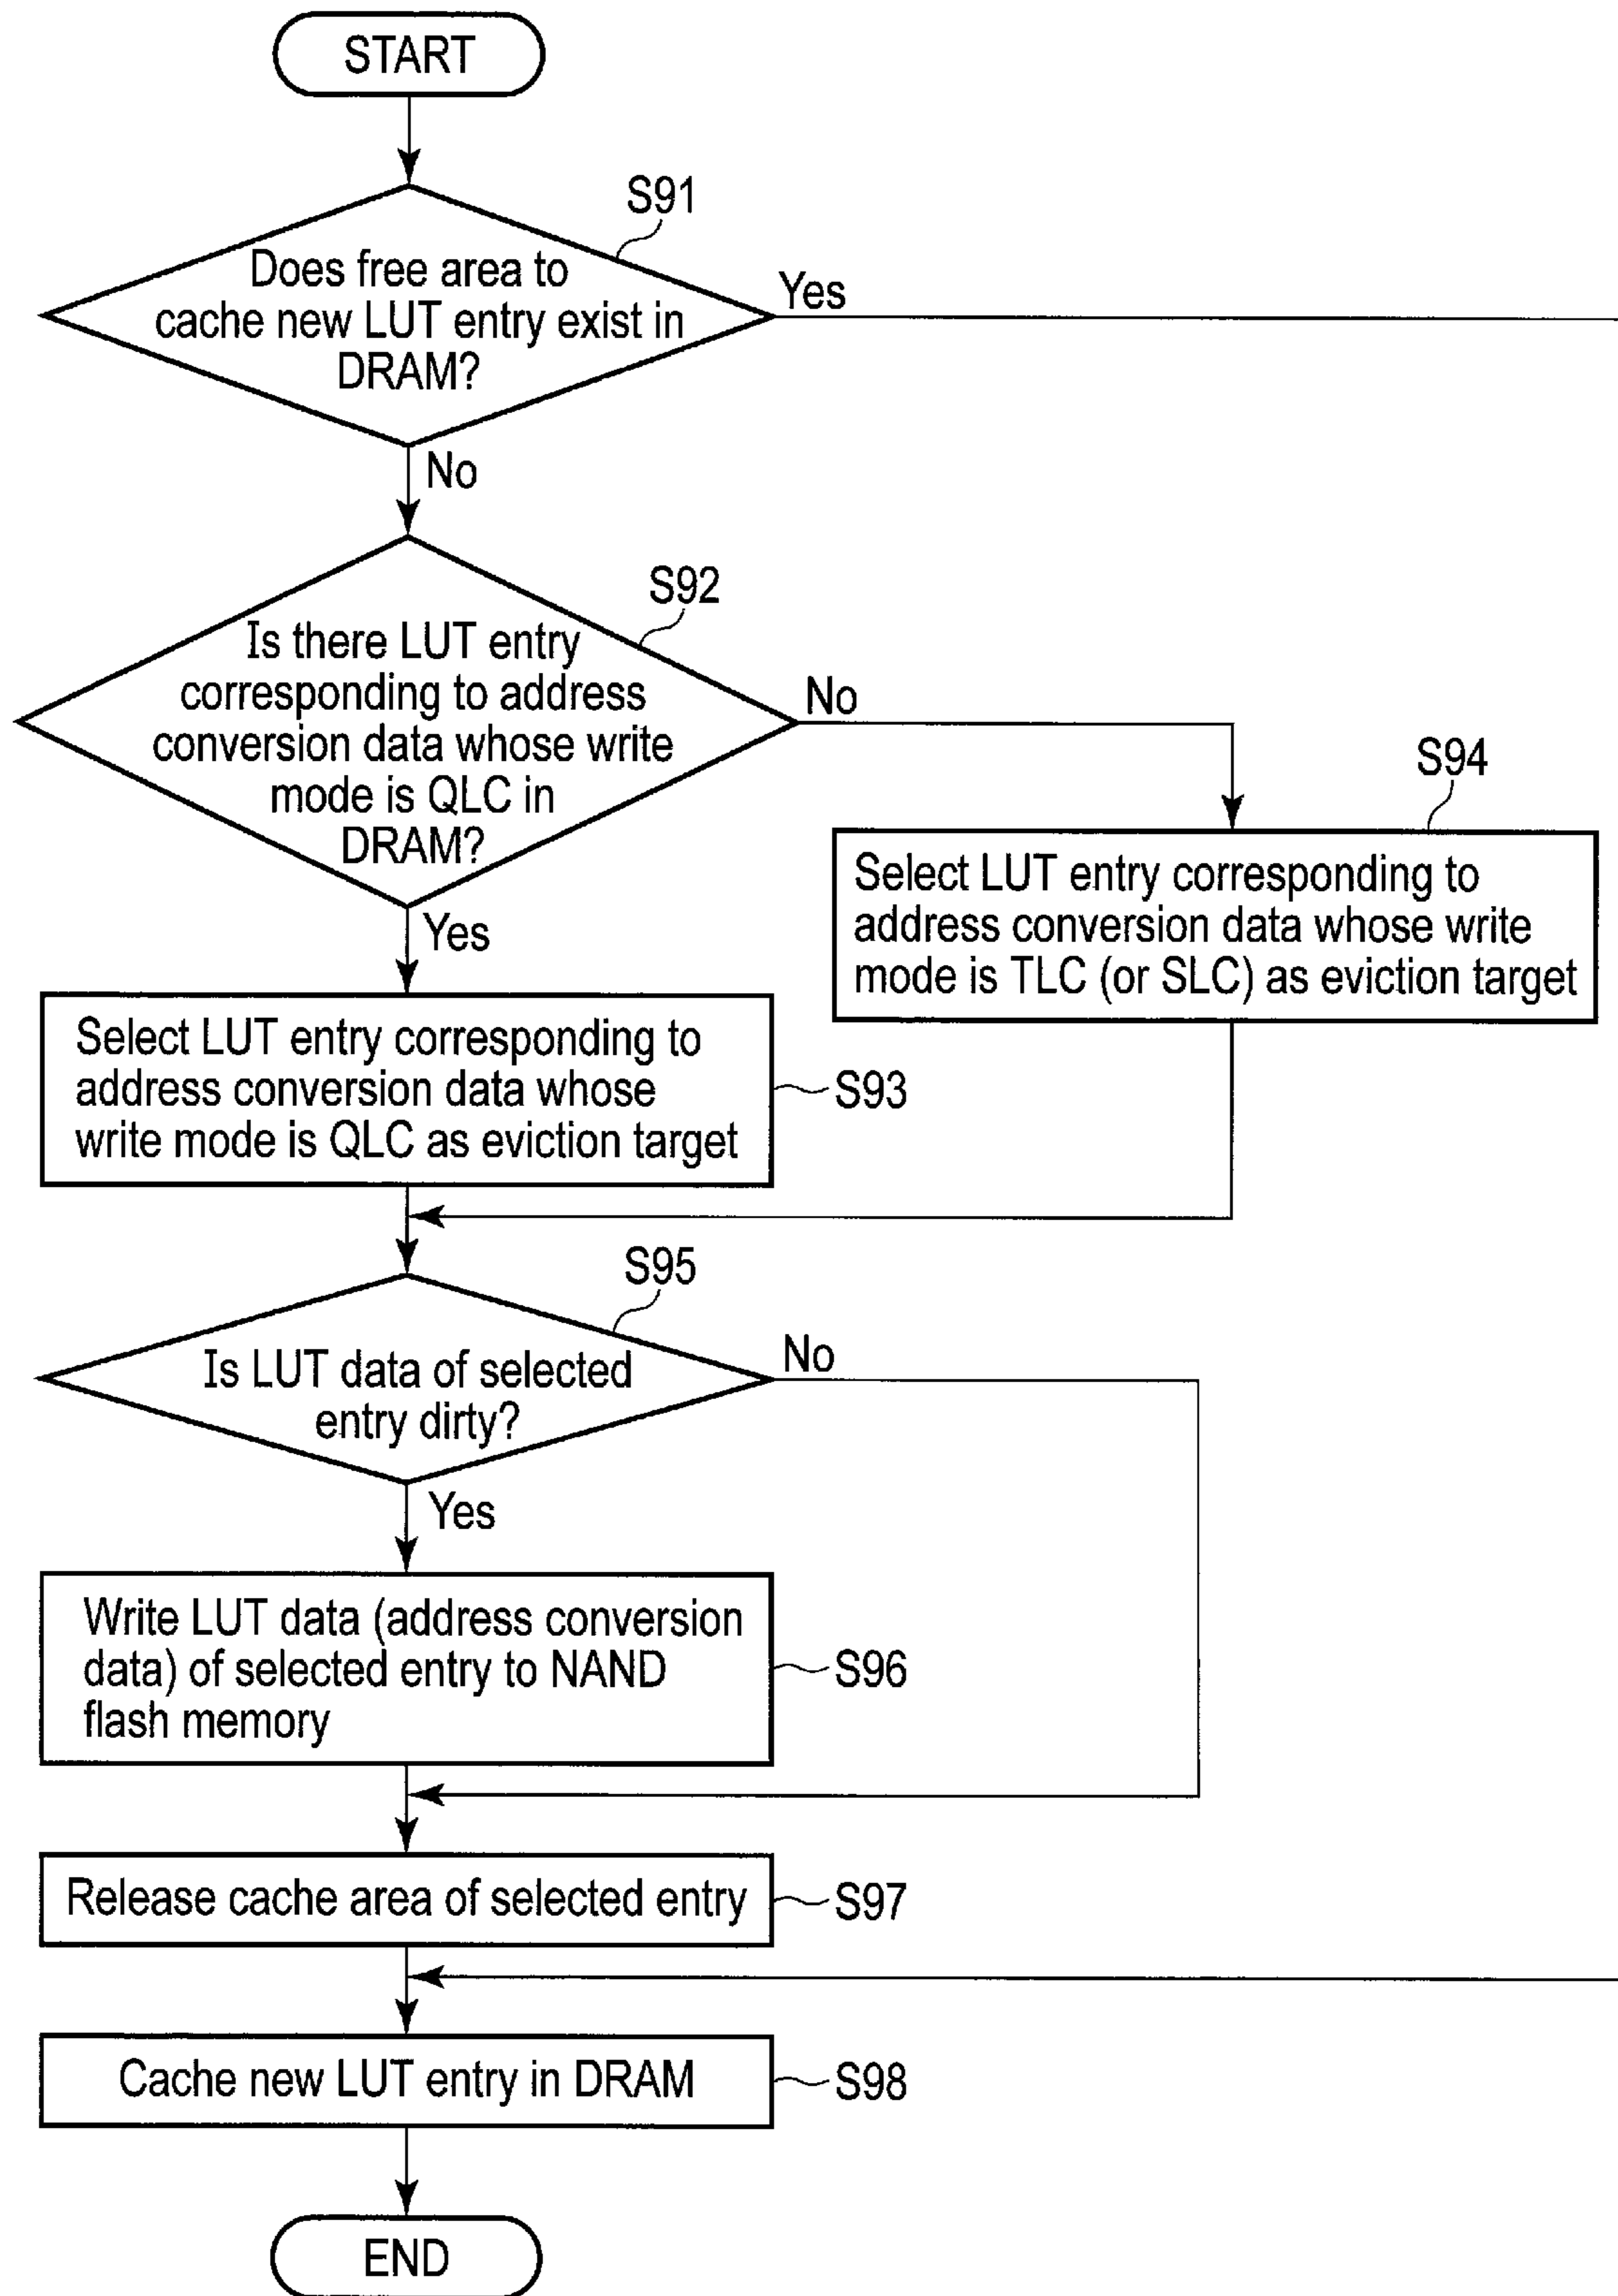 START
S91
Does free area to
cache new LUT entry exist in
DRAM?
Yes
No
S92
Is there LUT entry
corresponding to address
conversion data whose write
mode is QLC in
DRAM?
No
Yes
S94
Select LUT entry corresponding to
address conversion data whose write
mode is TLC (or SLC) as eviction target
Select LUT entry corresponding to
address conversion data whose
write mode is QLC as eviction target
S93
S95
Is LUT data of selected
entry dirty?
No
Yes
Write LUT data (address conversion
data) of selected entry to NAND
flash memory
S96
Release cache area of selected entry
S97
Cache new LUT entry in DRAM
S98
END